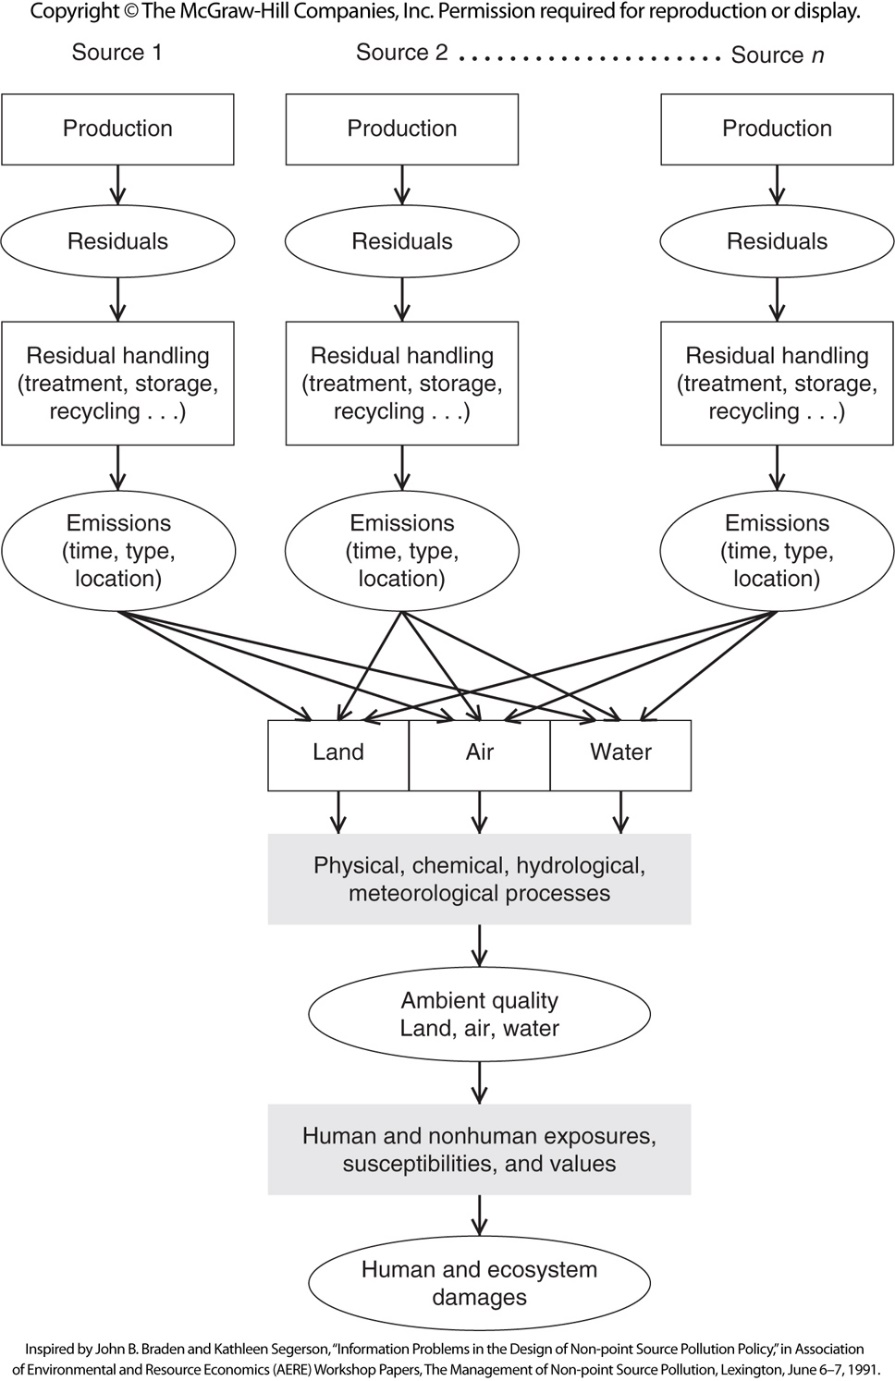 Copyright © The McGraw-Hill Companies, Inc. Permission required for reproduction or display.
Source 1
Source 2 ..................... Source n
Production
Production
Production
Residuals
Residuals
Residuals
Residual handling
(treatment, storage,
recycling . . .)
Residual handling
(treatment, storage,
recycling . . .)
Residual handling
(treatment, storage,
recycling . . .)
Emissions
(time, type,
location)
Emissions
(time, type,
location)
Emissions
(time, type,
location)
Land
Air
Water
Physical, chemical, hydrological,
meteorological processes
Ambient quality
Land, air, water
Human and nonhuman exposures,
susceptibilities, and values
Human and ecosystem
damages
Inspired by John B. Braden and Kathleen Segerson, "Information Problems in the Design of Non-point Source Pollution Policy," in Association
of Environmental and Resource Economics (AERE) Workshop Papers, The Management of Non-point Source Pollution, Lexington, June 6–7, 1991.